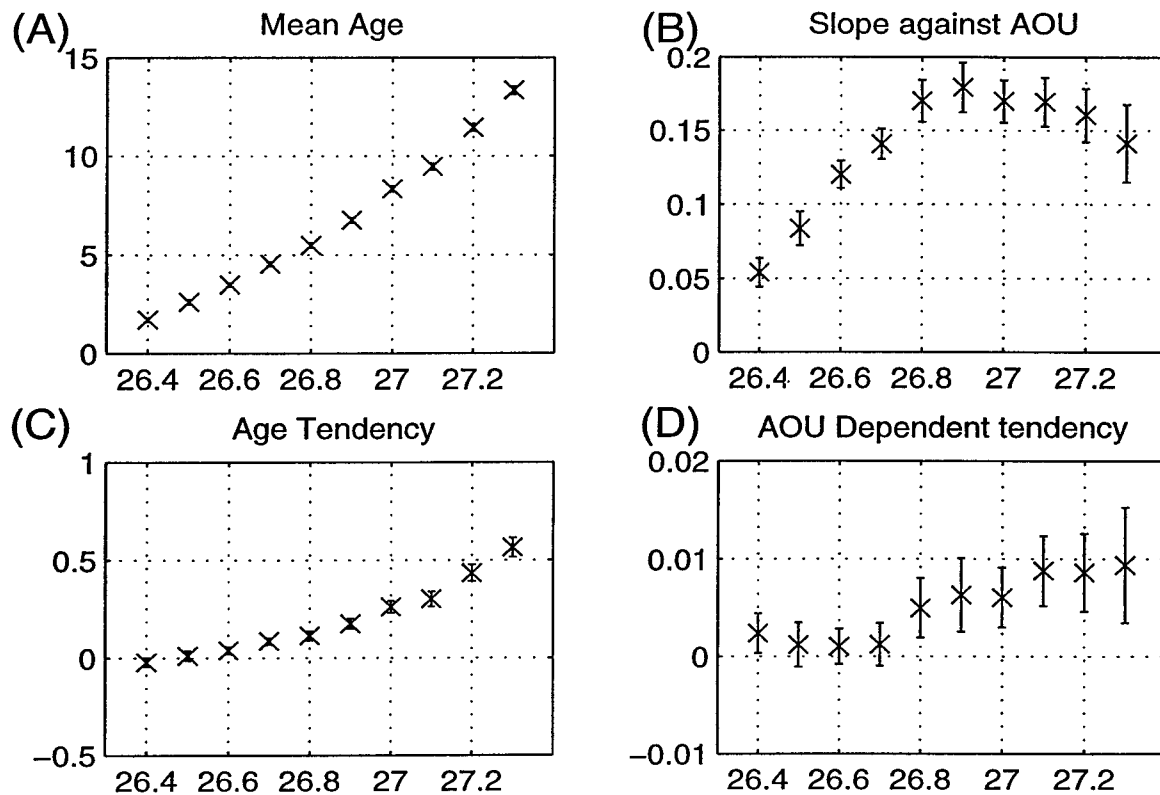 (A) Mean Age
15
10
5
0
26.4 26.6 26.8 27 27.2
(B) Slope against AOU
0.2
0.15
0.1
0.05
0
26.4 26.6 26.8 27 27.2
(C) Age Tendency
1
0.5
0
−0.5
26.4 26.6 26.8 27 27.2
(D) AOU Dependent tendency
0.02
0.01
0
−0.01
26.4 26.6 26.8 27 27.2